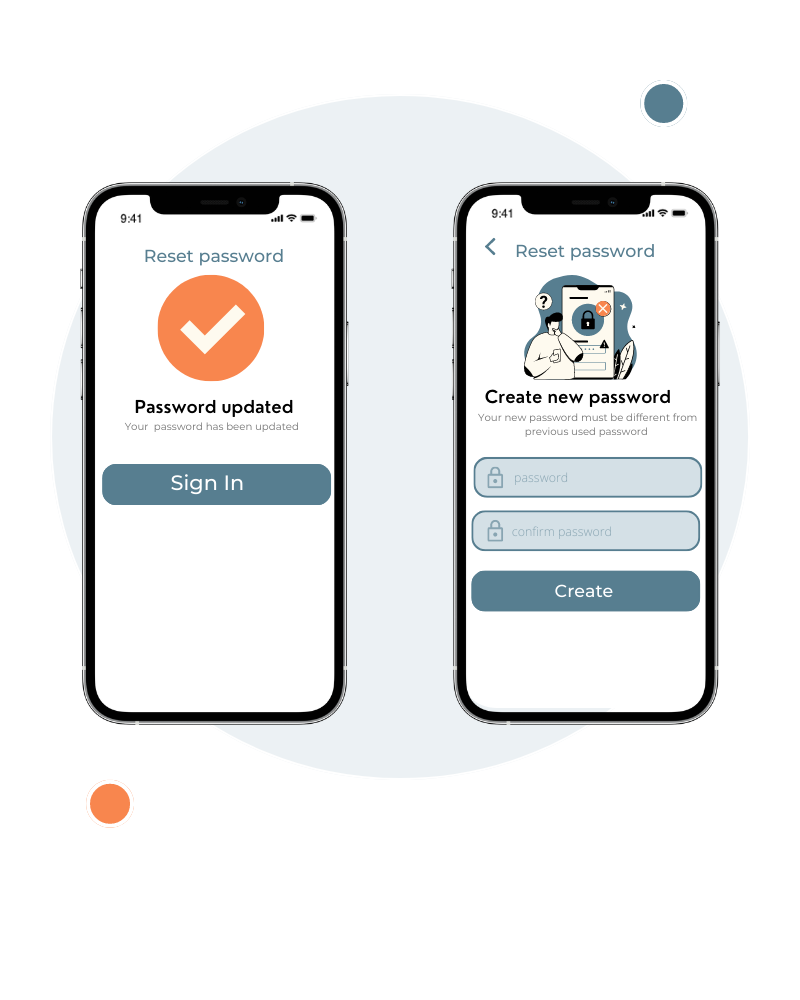 9:41
Reset password
Password updated
Your  password has been updated
Sign In
9:41
Reset password
?
Create new password
Your new password must be different from
previous used password
password
confirm password
Create